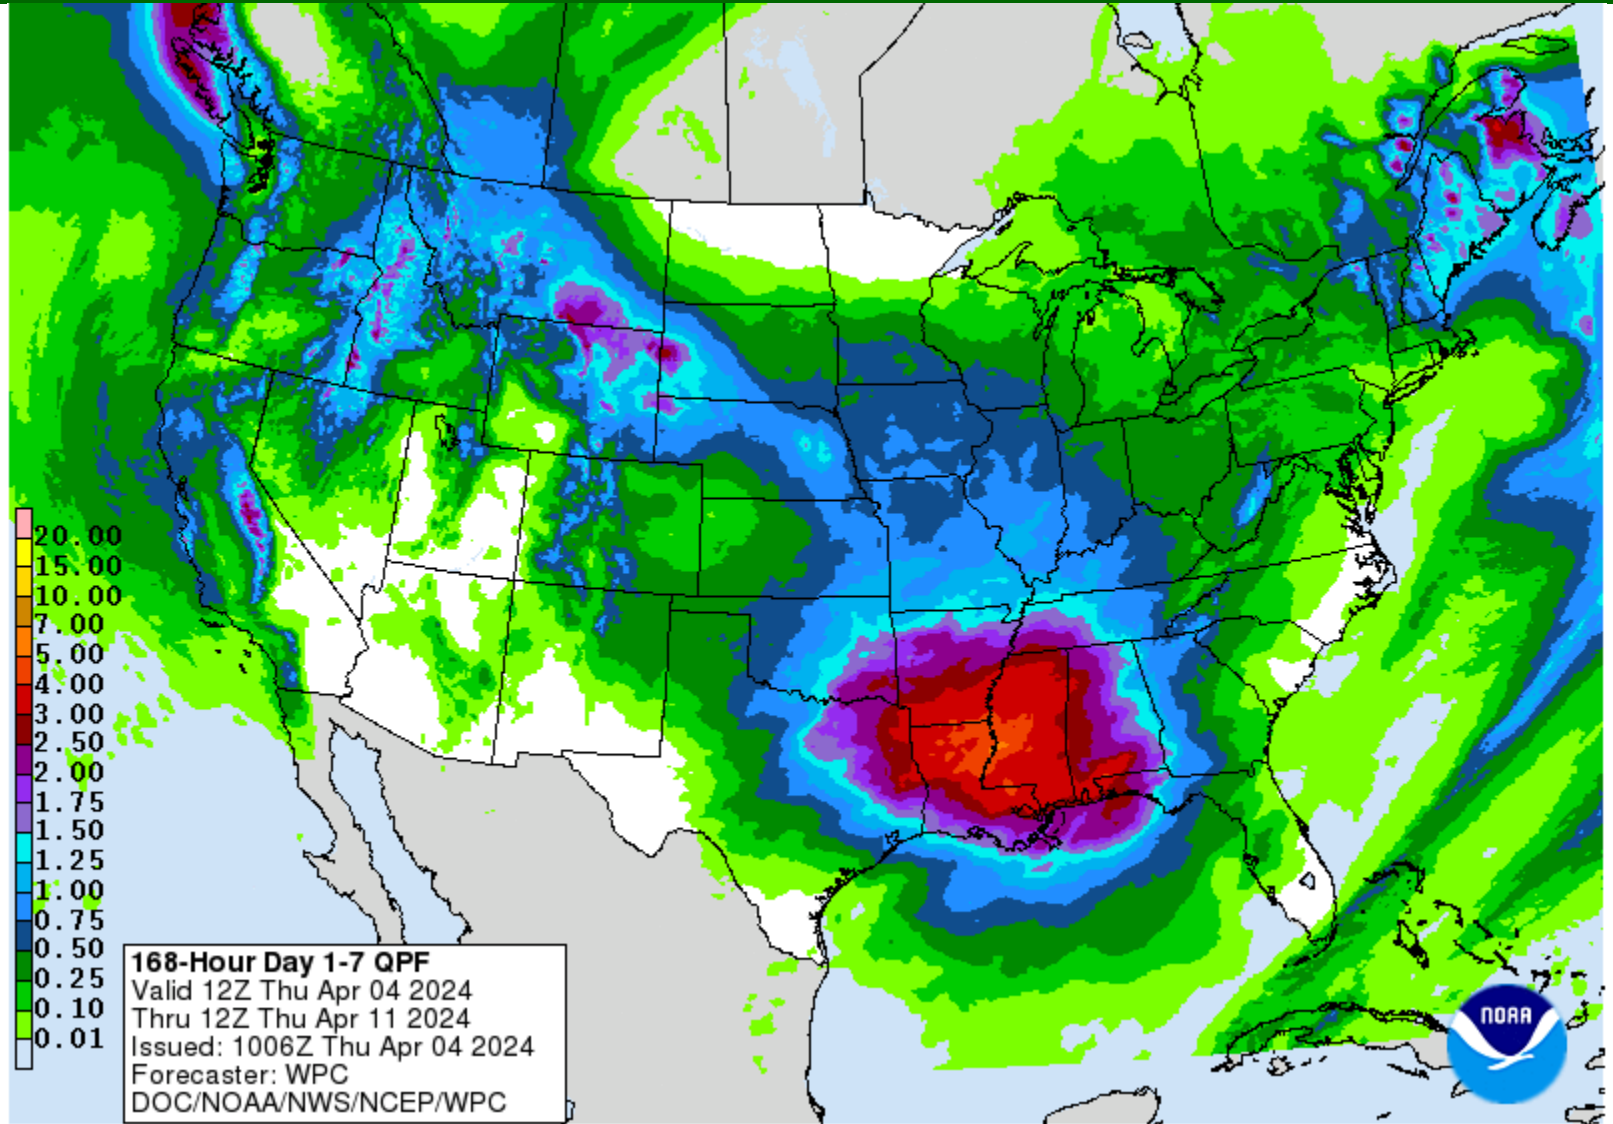 20.00
15.00
10.00
7.00
5.00
4.00
3.00
2.50
2.00
1.75
1.50
1.25
1.00
0.75
0.50
0.25
0.10
0.01
168-Hour Day 1-7 QPF
Valid 12Z Thu Apr 04 2024
Thru 12Z Thu Apr 11 2024
Issued: 1006Z Thu Apr 04 2024
Forecaster: WPC
DOC/NOAA/NWS/NCEP/WPC
NOAA